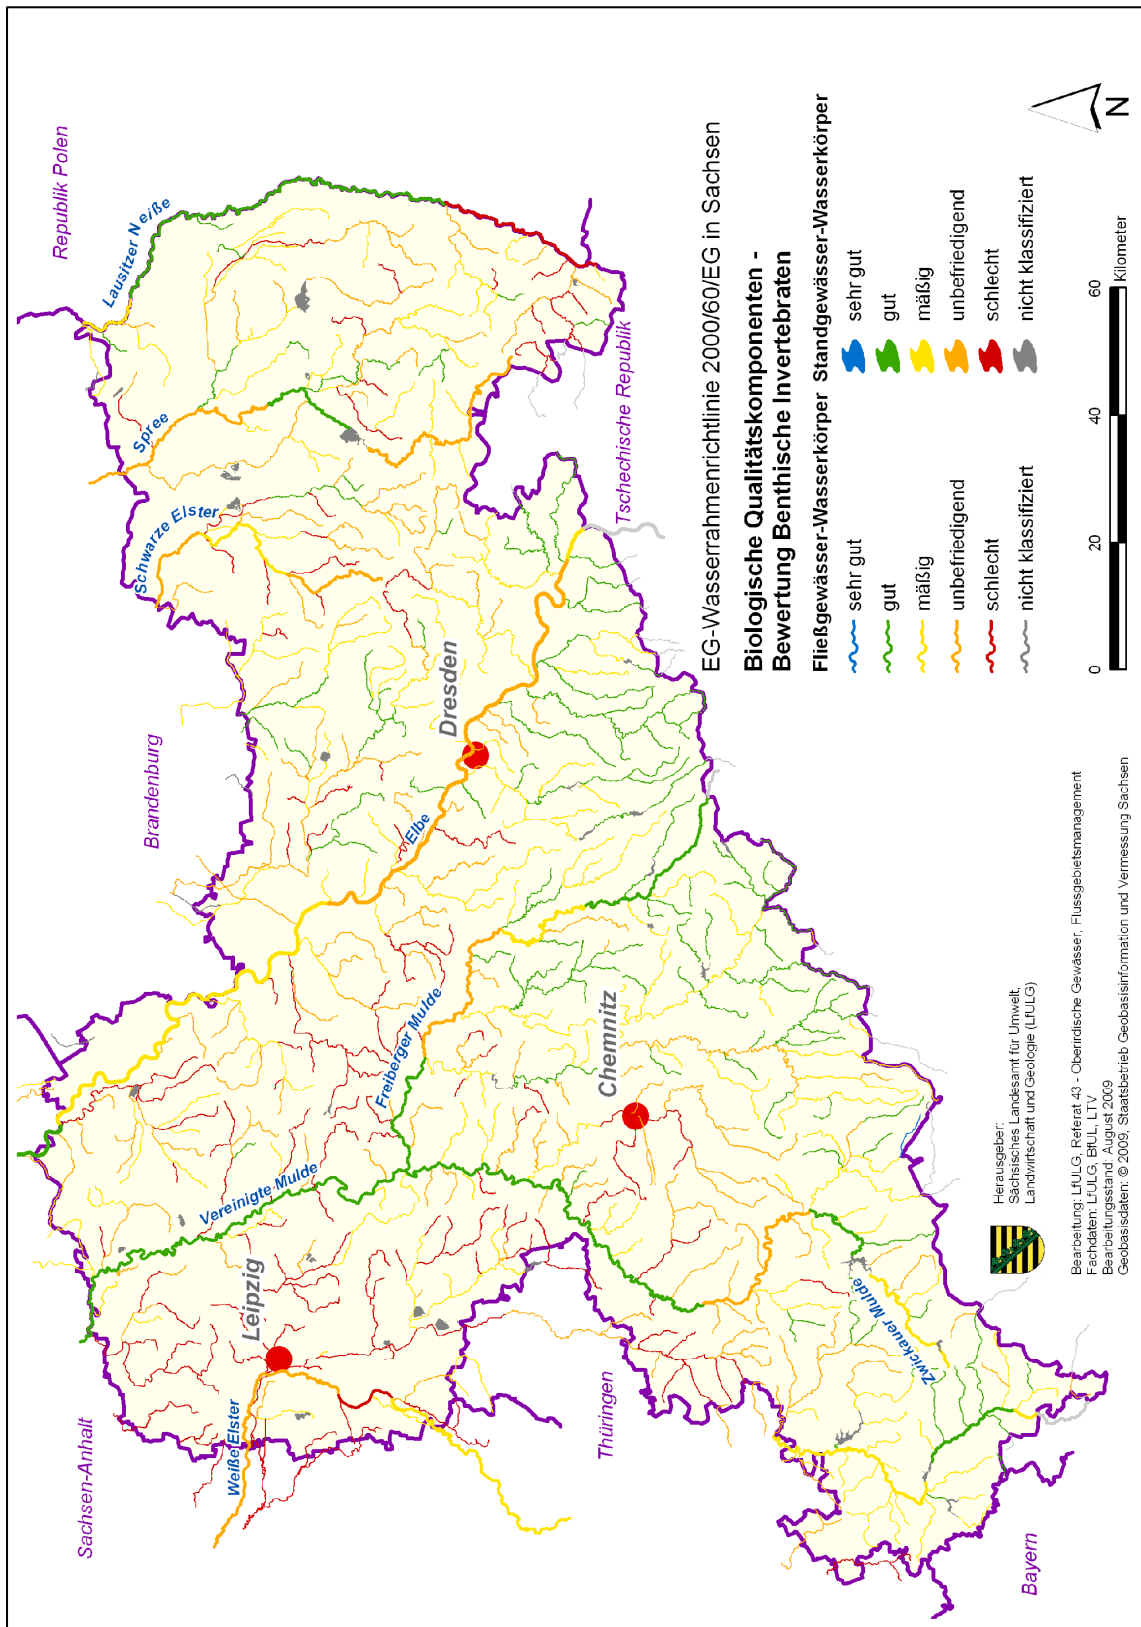 Republik Polen
Lausitzer Neiße
Spree
Schwarze Elster
Tschechische Republik
Brandenburg
Dresden
Elbe
Freiberger Mulde
Chemnitz
Vereinigte Mulde
Leipzig
Weiße Elster
Sachsen-Anhalt
Thüringen
Zwickauer Mulde
Bayern
EG-Wasserrahmenrichtlinie 2000/60/EG in Sachsen
Biologische Qualitätskomponenten -
Bewertung Benthische Invertebraten
Fließgewässer-Wasserkörper Standgewässer-Wasserkörper
sehr gut sehr gut
gut gut
mäßig mäßig
unbefriedigend unbefriedigend
schlecht schlecht
nicht klassifiziert nicht klassifiziert
0 20 40 60
Kilometer
N
Herausgeber:
Sächsisches Landesamt für Umwelt,
Landwirtschaft und Geologie (LfULG)
Bearbeitung: LfULG, Referat 43 - Oberirdische Gewässer, Flussgebietsmanagement
Fachdaten: LfULG, BfUL, LTV
Bearbeitungsstand: August 2009
Geobasisdaten: © 2009, Staatsbetrieb Geobasisinformation und Vermessung Sachsen